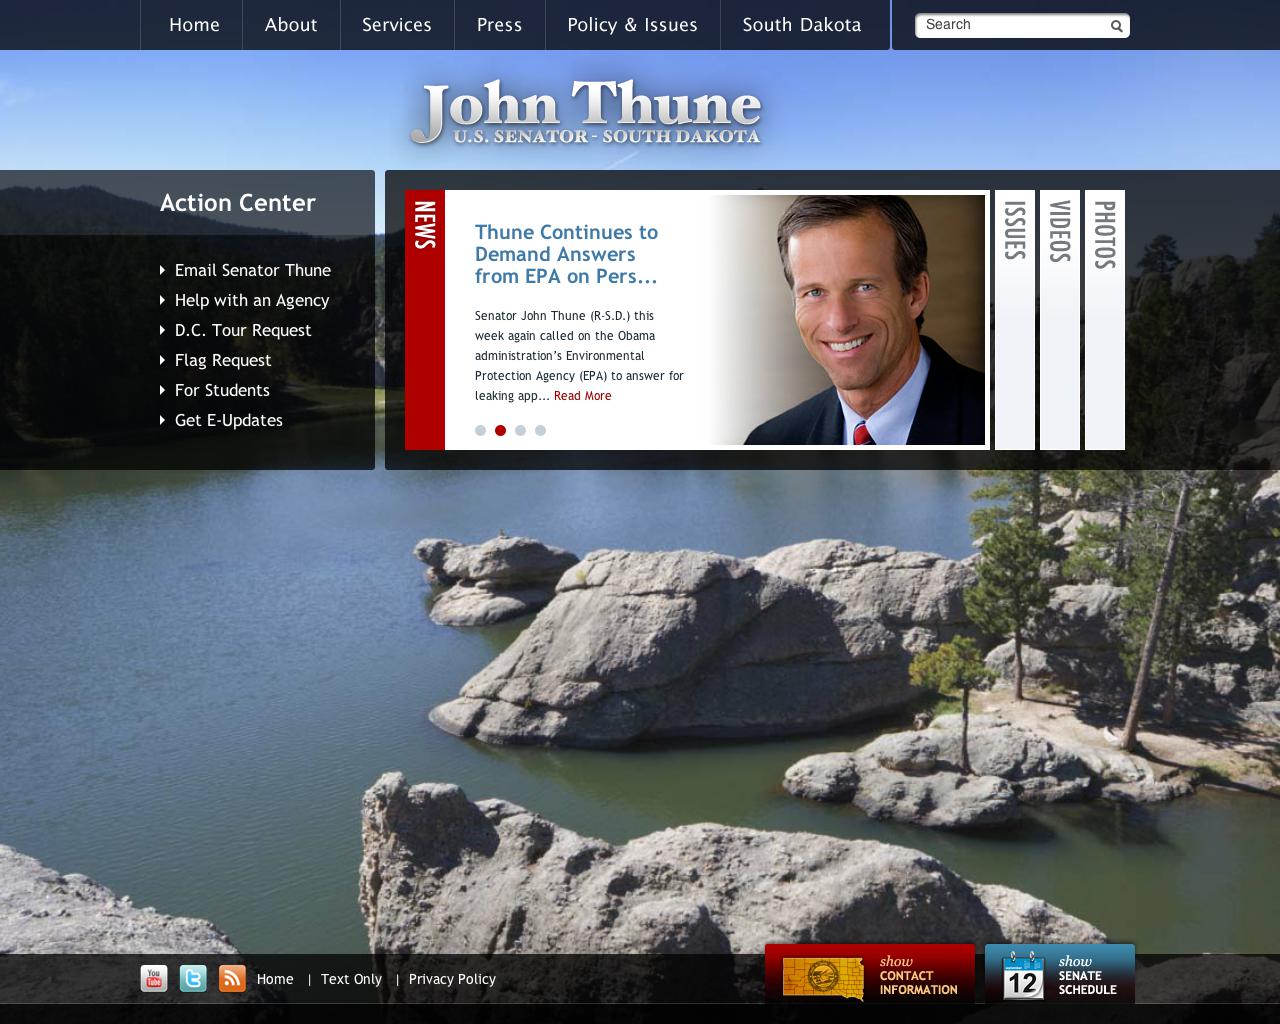 Home
About
Services
Press
Policy & Issues
South Dakota
Search
John Thune
U.S. SENATOR - SOUTH DAKOTA
Action Center
Email Senator Thune
Help with an Agency
D.C. Tour Request
Flag Request
For Students
Get E-Updates
NEWS
Thune Continues to
Demand Answers
from EPA on Pers...
Senator John Thune (R-S.D.) this
week again called on the Obama
administration's Environmental
Protection Agency (EPA) to answer for
leaking app... Read More
ISSUES
VIDEOS
PHOTOS
You
Tube
Home | Text Only | Privacy Policy
show
CONTACT
INFORMATION
12
show
SENATE
SCHEDULE